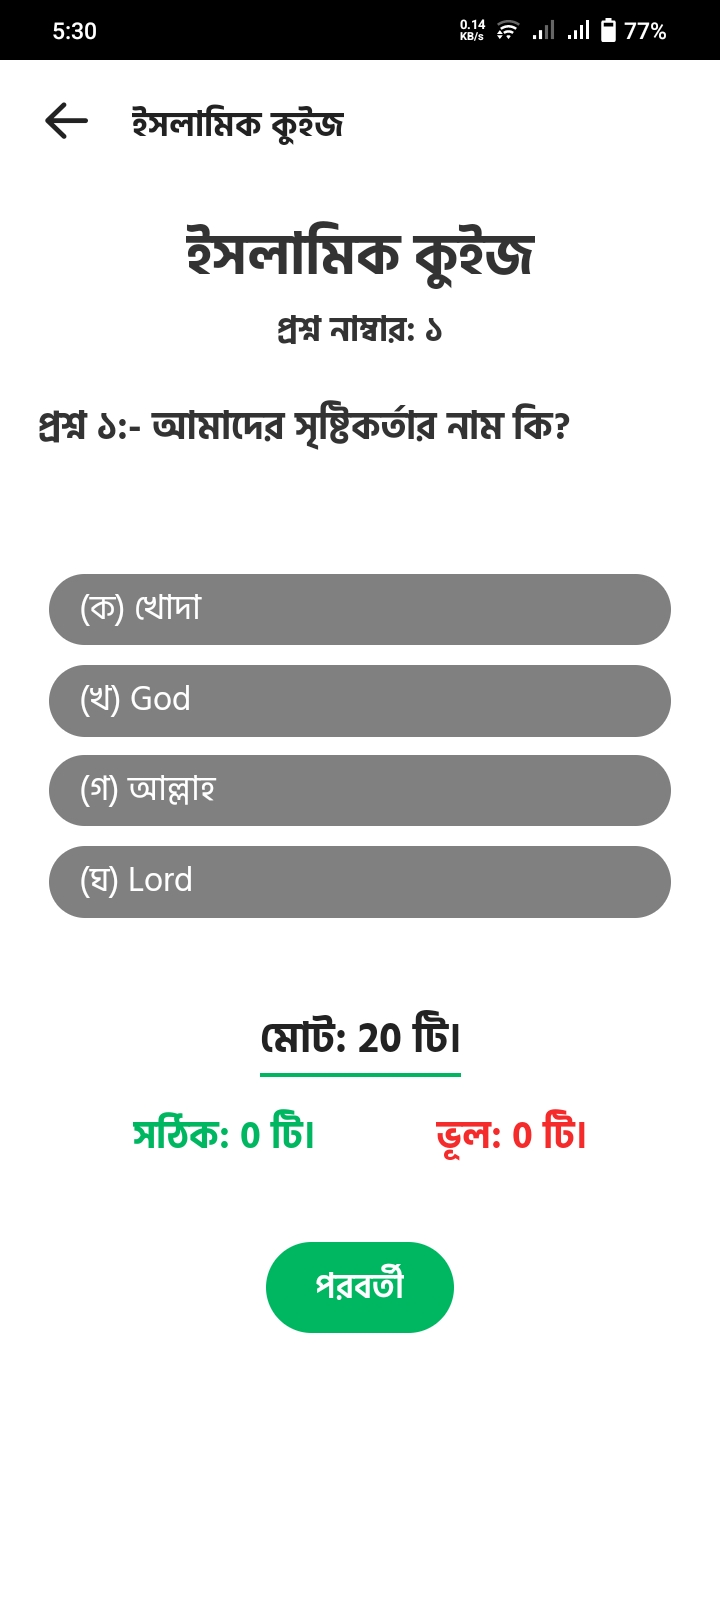 5:30
0.14
KB/s
77%
ইসলামিক কুইজ
ইসলামিক কুইজ
প্রশ্ন নাম্বার: ১
প্রশ্ন ১:- আমাদের সৃষ্টিকর্তার নাম কি?
(ক) খোদা
(খ) God
(গ) আল্লাহ
(ঘ) Lord
মোট: 20 টি।
সঠিক: 0 টি।
ভূল: 0 টি।
পরবর্তী